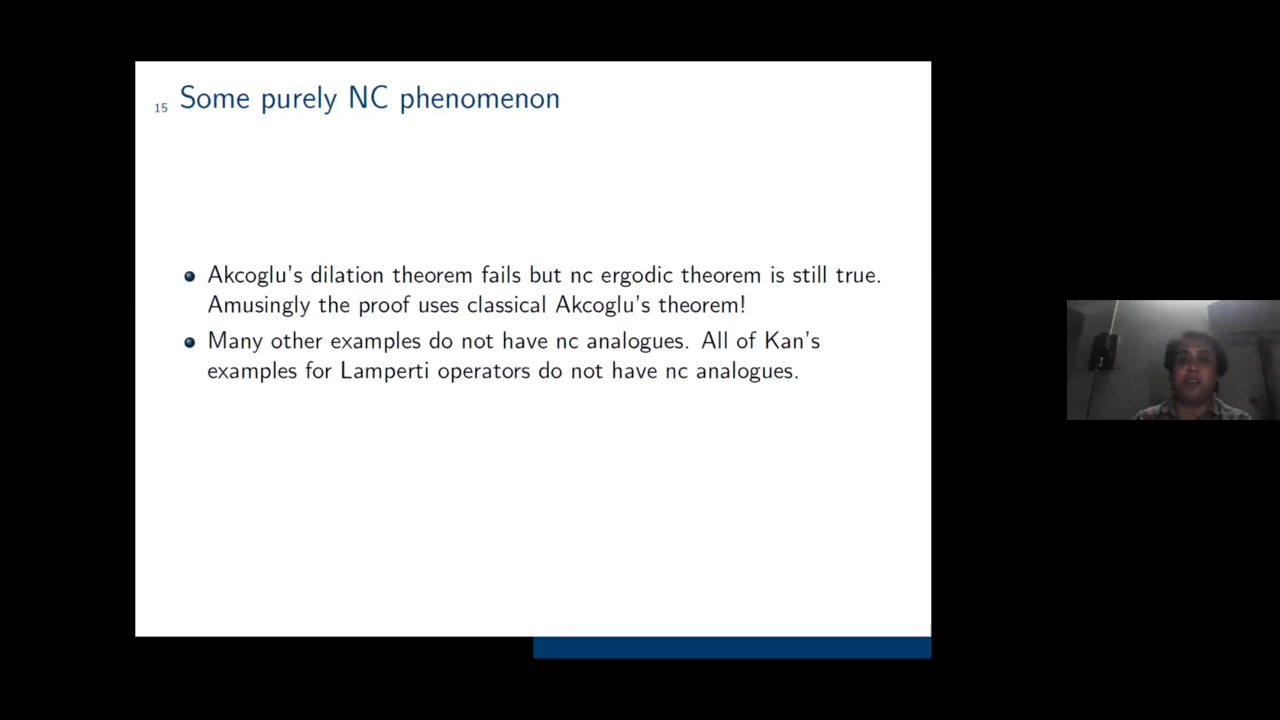 15 Some purely NC phenomenon
Akcoglu's dilation theorem fails but nc ergodic theorem is still true.
Amusingly the proof uses classical Akcoglu's theorem!
Many other examples do not have nc analogues. All of Kan's
examples for Lamperti operators do not have nc analogues.